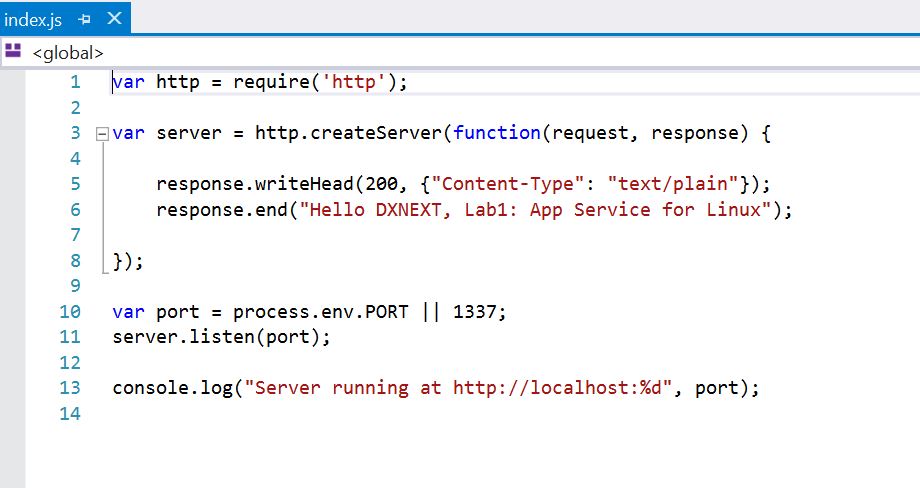 index.js
<global>
1 var http = require('http');
2
3 var server = http.createServer(function(request, response) {
4
5     response.writeHead(200, {"Content-Type": "text/plain"});
6     response.end("Hello DXNEXT, Lab1: App Service for Linux");
7
8 });
9
10 var port = process.env.PORT || 1337;
11 server.listen(port);
12
13 console.log("Server running at http://localhost:%d", port);
14